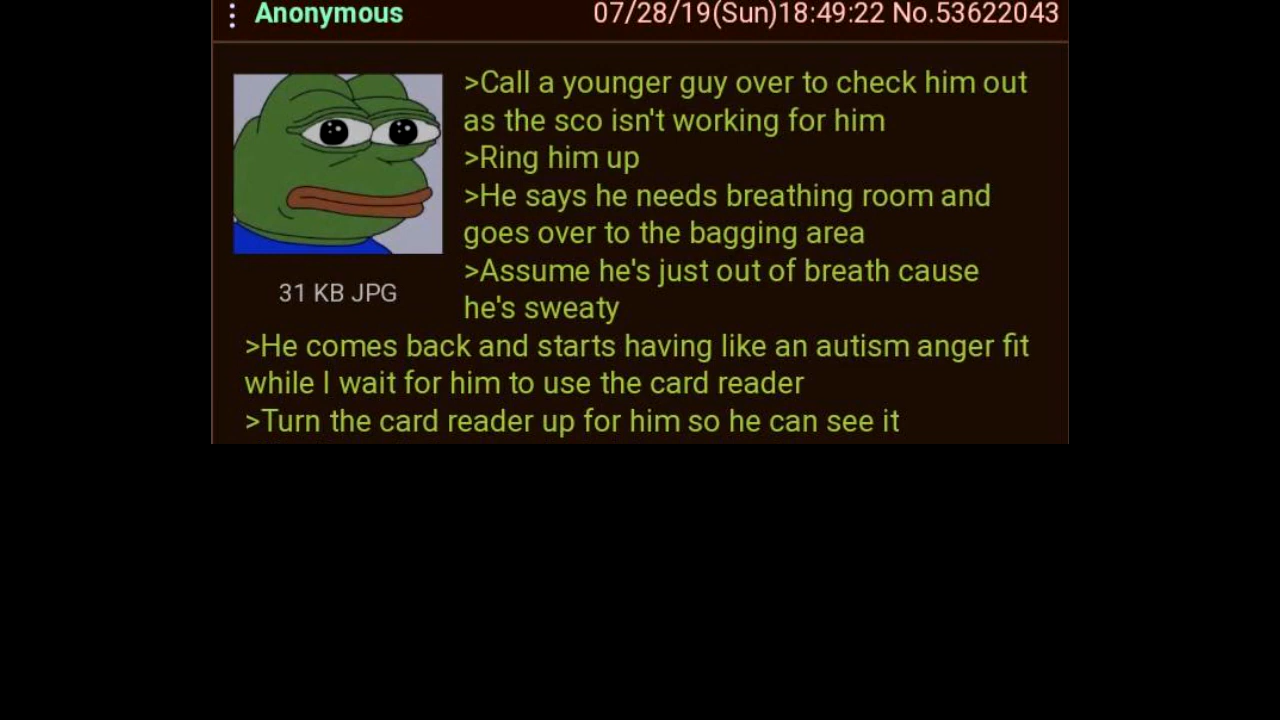 Anonymous 07/28/19(Sun)18:49:22 No.53622043
>Call a younger guy over to check him out
as the sco isn't working for him
>Ring him up
>He says he needs breathing room and
goes over to the bagging area
>Assume he's just out of breath cause
he's sweaty
31 KB JPG
>He comes back and starts having like an autism anger fit
while I wait for him to use the card reader
>Turn the card reader up for him so he can see it